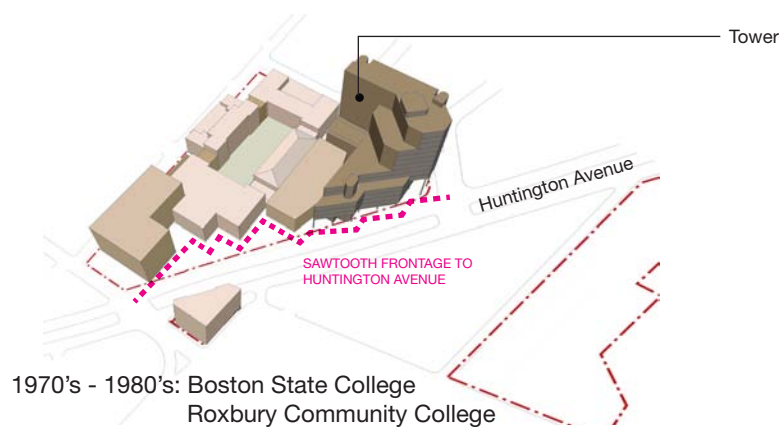 Tower
Huntington Avenue
SAWTOOTH FRONTAGE TO
HUNTINGTON AVENUE
1970's - 1980's: Boston State College
Roxbury Community College